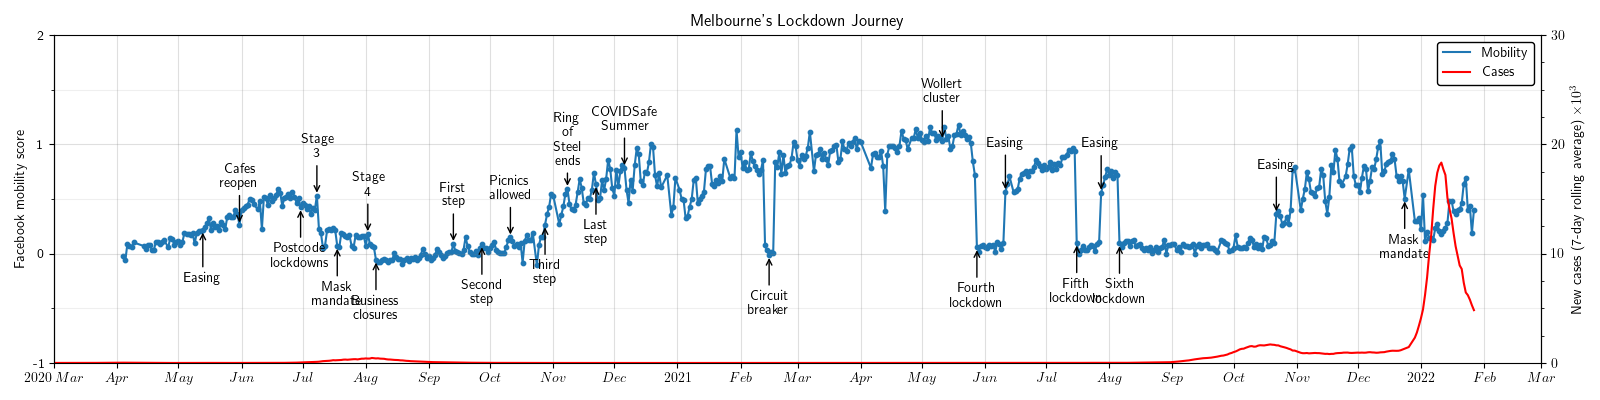 Melbourne's Lockdown Journey
Facebook mobility score
2
1
0
-1
New cases (7-day rolling average) ×10³
30
20
10
0
Mobility
Cases
Easing
Cafes
reopen
Postcode
lockdowns
Stage
3
Mask
mandate
Stage
4
Business
closures
First
step
Second
step
Picnics
allowed
Third
step
Ring
of
Steel
ends
Last
step
COVIDSafe
Summer
Circuit
breaker
Wollert
cluster
Fourth
lockdown
Easing
Fifth
lockdown
Easing
Sixth
lockdown
Easing
Mask
mandate
2020 Mar Apr May Jun Jul Aug Sep Oct Nov Dec 2021 Feb Mar Apr May Jun Jul Aug Sep Oct Nov Dec 2022 Feb Mar